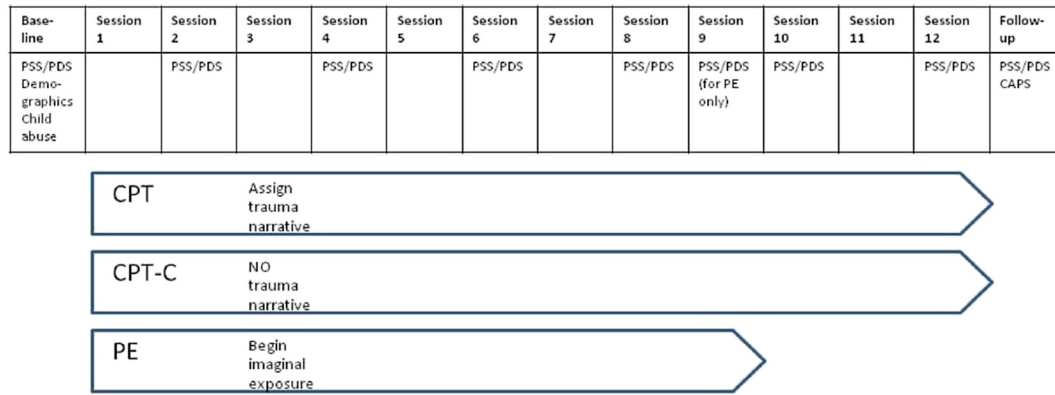 Base-line Session 1 Session 2 Session 3 Session 4 Session 5 Session 6 Session 7 Session 8 Session 9 Session 10 Session 11 Session 12 Follow-up
PSS/PDS Demo-graphics Child abuse PSS/PDS PSS/PDS PSS/PDS PSS/PDS PSS/PDS (for PE only) PSS/PDS PSS/PDS PSS/PDS CAPS
CPT Assign
trauma
narrative
CPT-C NO
trauma
narrative
PE Begin
imaginal
exposure